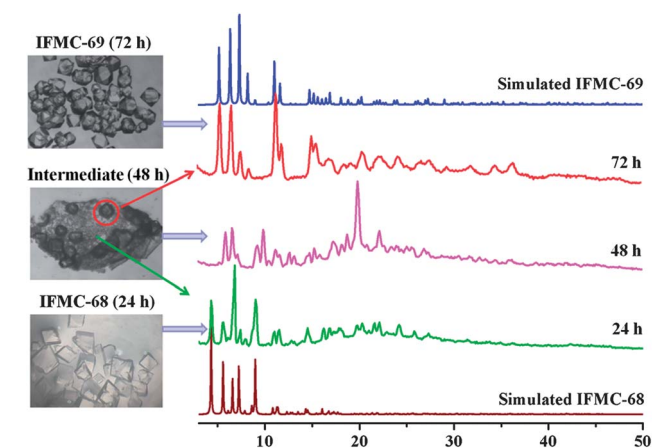 IFMC-69 (72 h)
Simulated IFMC-69
72 h
Intermediate (48 h)
48 h
IFMC-68 (24 h)
24 h
Simulated IFMC-68
10 20 30 40 50